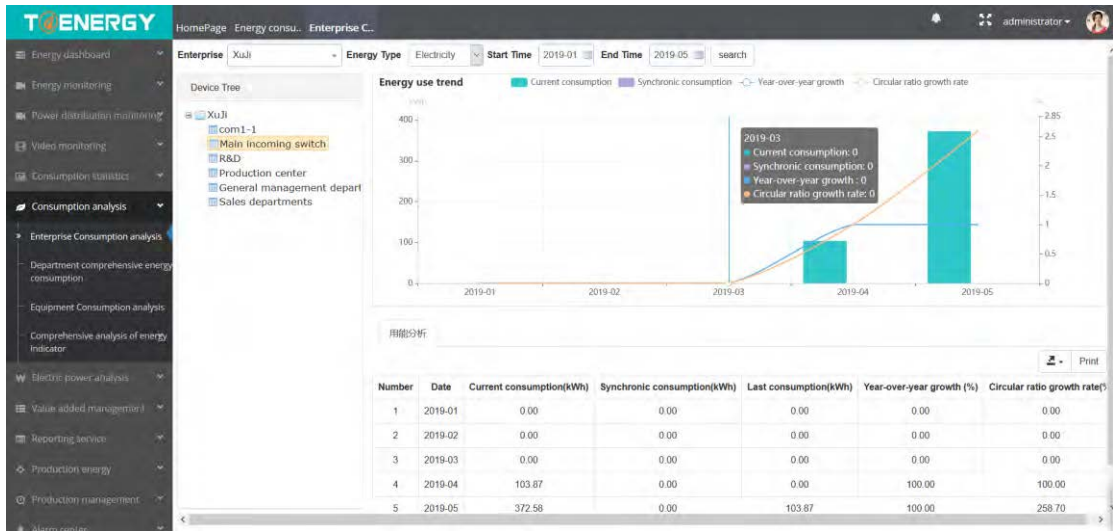 TOENERGY
HomePage Energy consu.. Enterprise C..
administrator
Energy dashboard
Energy monitoring
Power distribution monitoring
Video monitoring
Consumption statistics
Consumption analysis
Enterprise Consumption analysis
Department comprehensive energy
consumption
Equipment Consumption analysis
Comprehensive analysis of energy
indicator
Electric power analysis
Value added management
Reporting service
Production energy
Production management
Alarm center
Enterprise XuJi Energy Type Electricity Start Time 2019-01 End Time 2019-05 search
Device Tree
XuJi
com1-1
Main incoming switch
R&D
Production center
General management depart
Sales departments
Energy use trend
Current consumption Synchronic consumption Year-over-year growth Circular ratio growth rate
400
300
200
100
0
2.85
2.5
2
1.5
1
0.5
0
2019-03
Current consumption: 0
Synchronic consumption: 0
Year-over-year growth : 0
Circular ratio growth rate: 0
2019-01 2019-02 2019-03 2019-04 2019-05
用能分析
Print
Number Date Current consumption(kWh) Synchronic consumption(kWh) Last consumption(kWh) Year-over-year growth (%) Circular ratio growth rate(%
1 2019-01 0.00 0.00 0.00 0.00 0.00
2 2019-02 0.00 0.00 0.00 0.00 0.00
3 2019-03 0.00 0.00 0.00 0.00 0.00
4 2019-04 103.87 0.00 0.00 100.00 100.00
5 2019-05 372.58 0.00 103.87 100.00 258.70